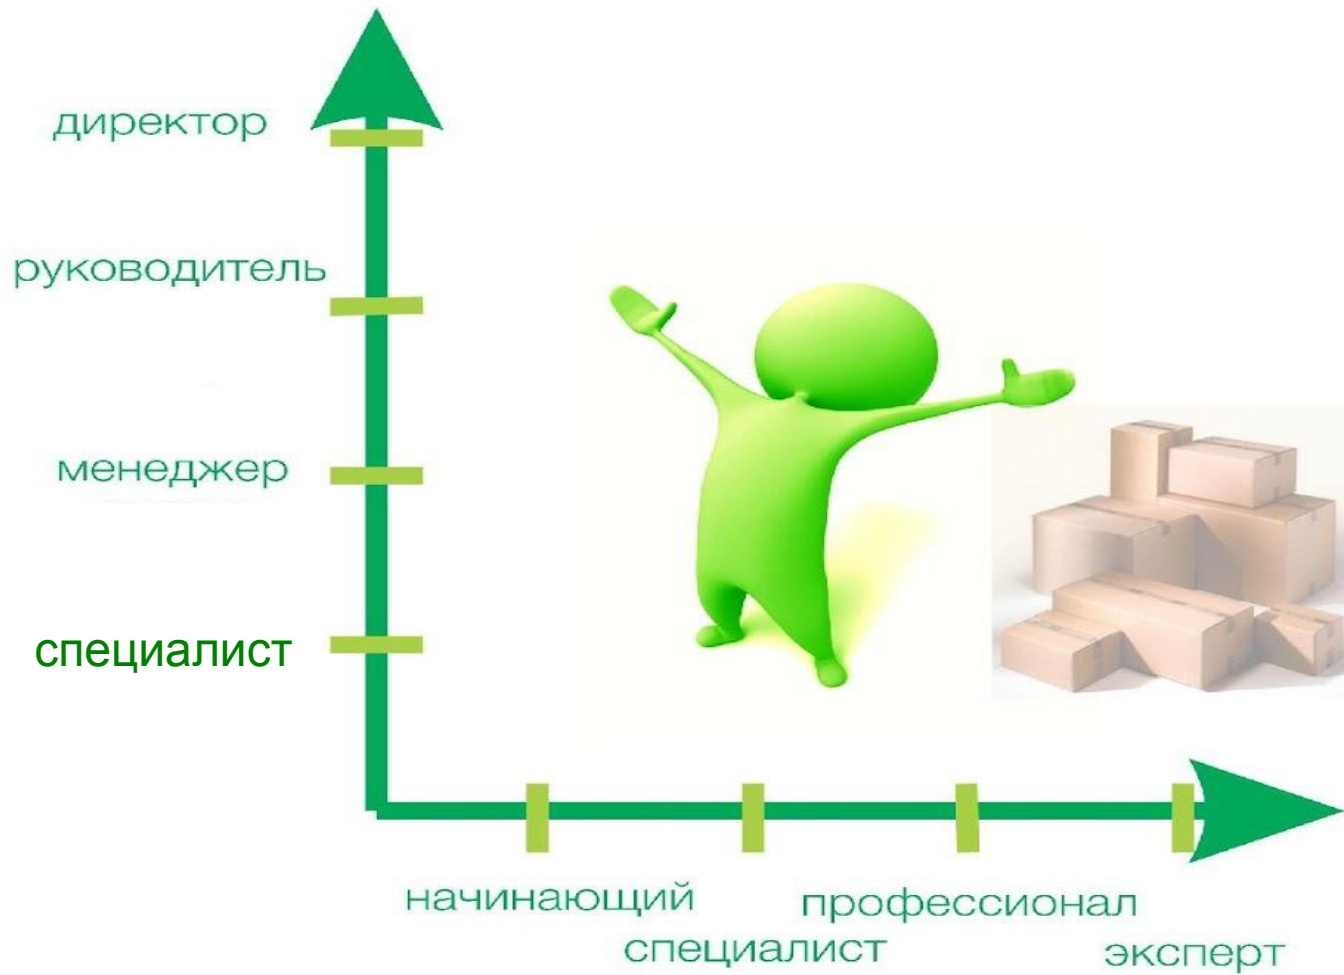 директор
руководитель
менеджер
специалист
начинающий
профессионал
специалист
эксперт